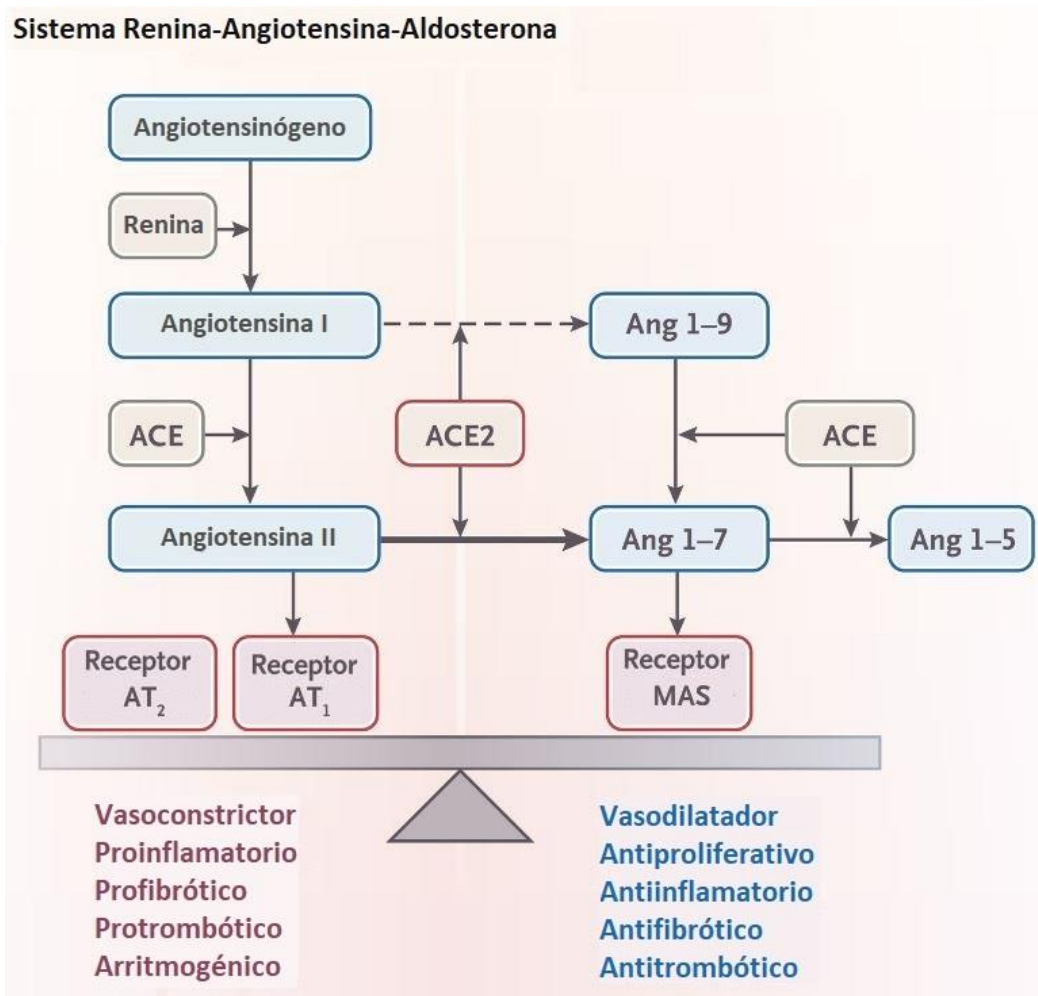 Sistema Renina-Angiotensina-Aldosterona
Angiotensinógeno
Renina
Angiotensina I
Ang 1–9
ACE
ACE2
ACE
Angiotensina II
Ang 1–7
Ang 1–5
Receptor
AT₂
Receptor
AT₁
Receptor
MAS
Vasoconstrictor
Proinflamatorio
Profibrótico
Protrombótico
Arritmogénico
Vasodilatador
Antiproliferativo
Antiinflamatorio
Antifibrótico
Antitrombótico